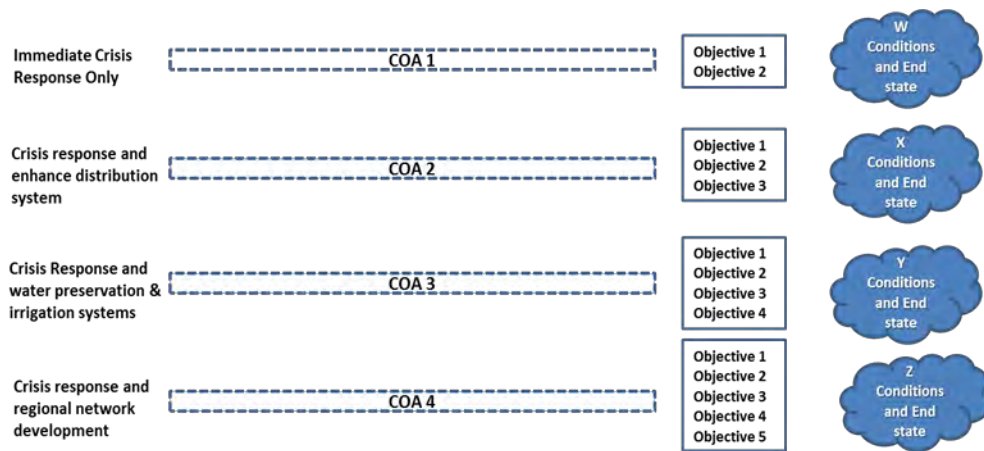 Immediate Crisis
Response Only
COA 1
Objective 1
Objective 2
W
Conditions
and End
state
Crisis response and
enhance distribution
system
COA 2
Objective 1
Objective 2
Objective 3
X
Conditions
and End
state
Crisis Response and
water preservation &
irrigation systems
COA 3
Objective 1
Objective 2
Objective 3
Objective 4
Y
Conditions
and End
state
Crisis response and
regional network
development
COA 4
Objective 1
Objective 2
Objective 3
Objective 4
Objective 5
Z
Conditions
and End
state